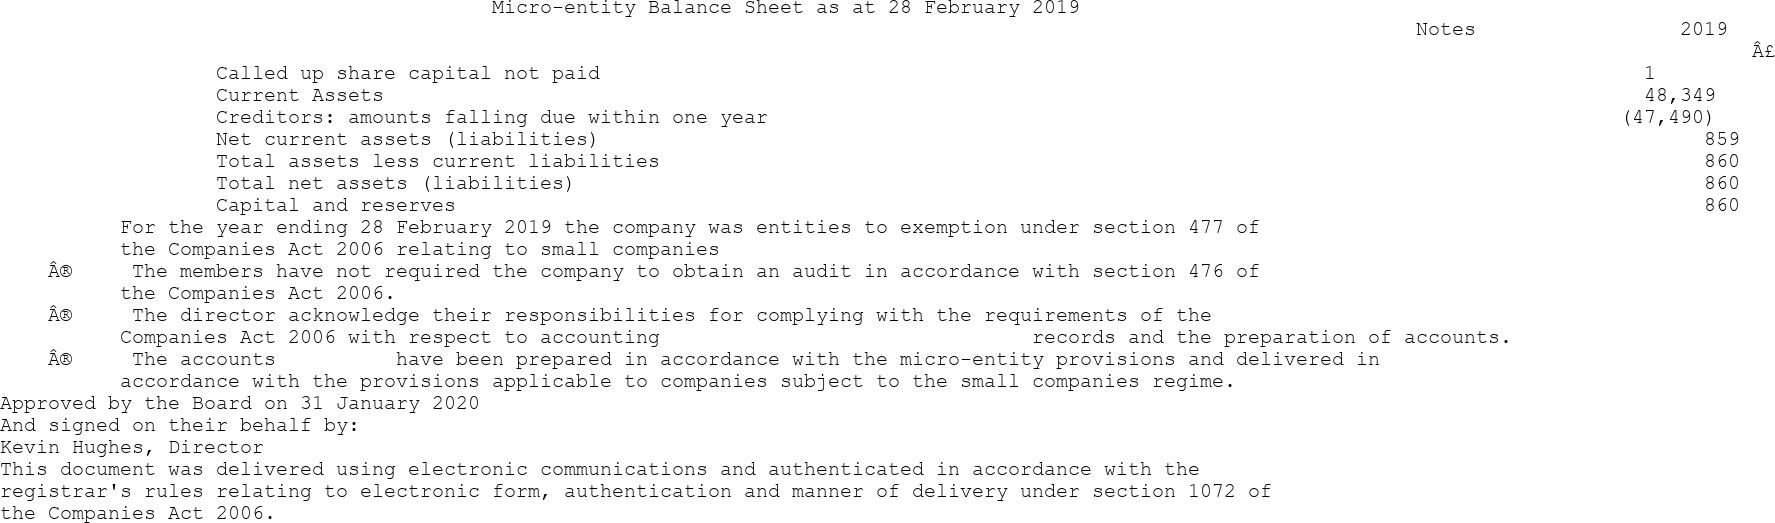 Micro-entity Balance Sheet as at 28 February 2019
Notes 2019
Â£
Called up share capital not paid 1
Current Assets 48,349
Creditors: amounts falling due within one year (47,490)
Net current assets (liabilities) 859
Total assets less current liabilities 860
Total net assets (liabilities) 860
Capital and reserves 860
For the year ending 28 February 2019 the company was entities to exemption under section 477 of
the Companies Act 2006 relating to small companies
Â® The members have not required the company to obtain an audit in accordance with section 476 of
the Companies Act 2006.
Â® The director acknowledge their responsibilities for complying with the requirements of the
Companies Act 2006 with respect to accounting records and the preparation of accounts.
Â® The accounts have been prepared in accordance with the micro-entity provisions and delivered in
accordance with the provisions applicable to companies subject to the small companies regime.
Approved by the Board on 31 January 2020
And signed on their behalf by:
Kevin Hughes, Director
This document was delivered using electronic communications and authenticated in accordance with the
registrar's rules relating to electronic form, authentication and manner of delivery under section 1072 of
the Companies Act 2006.